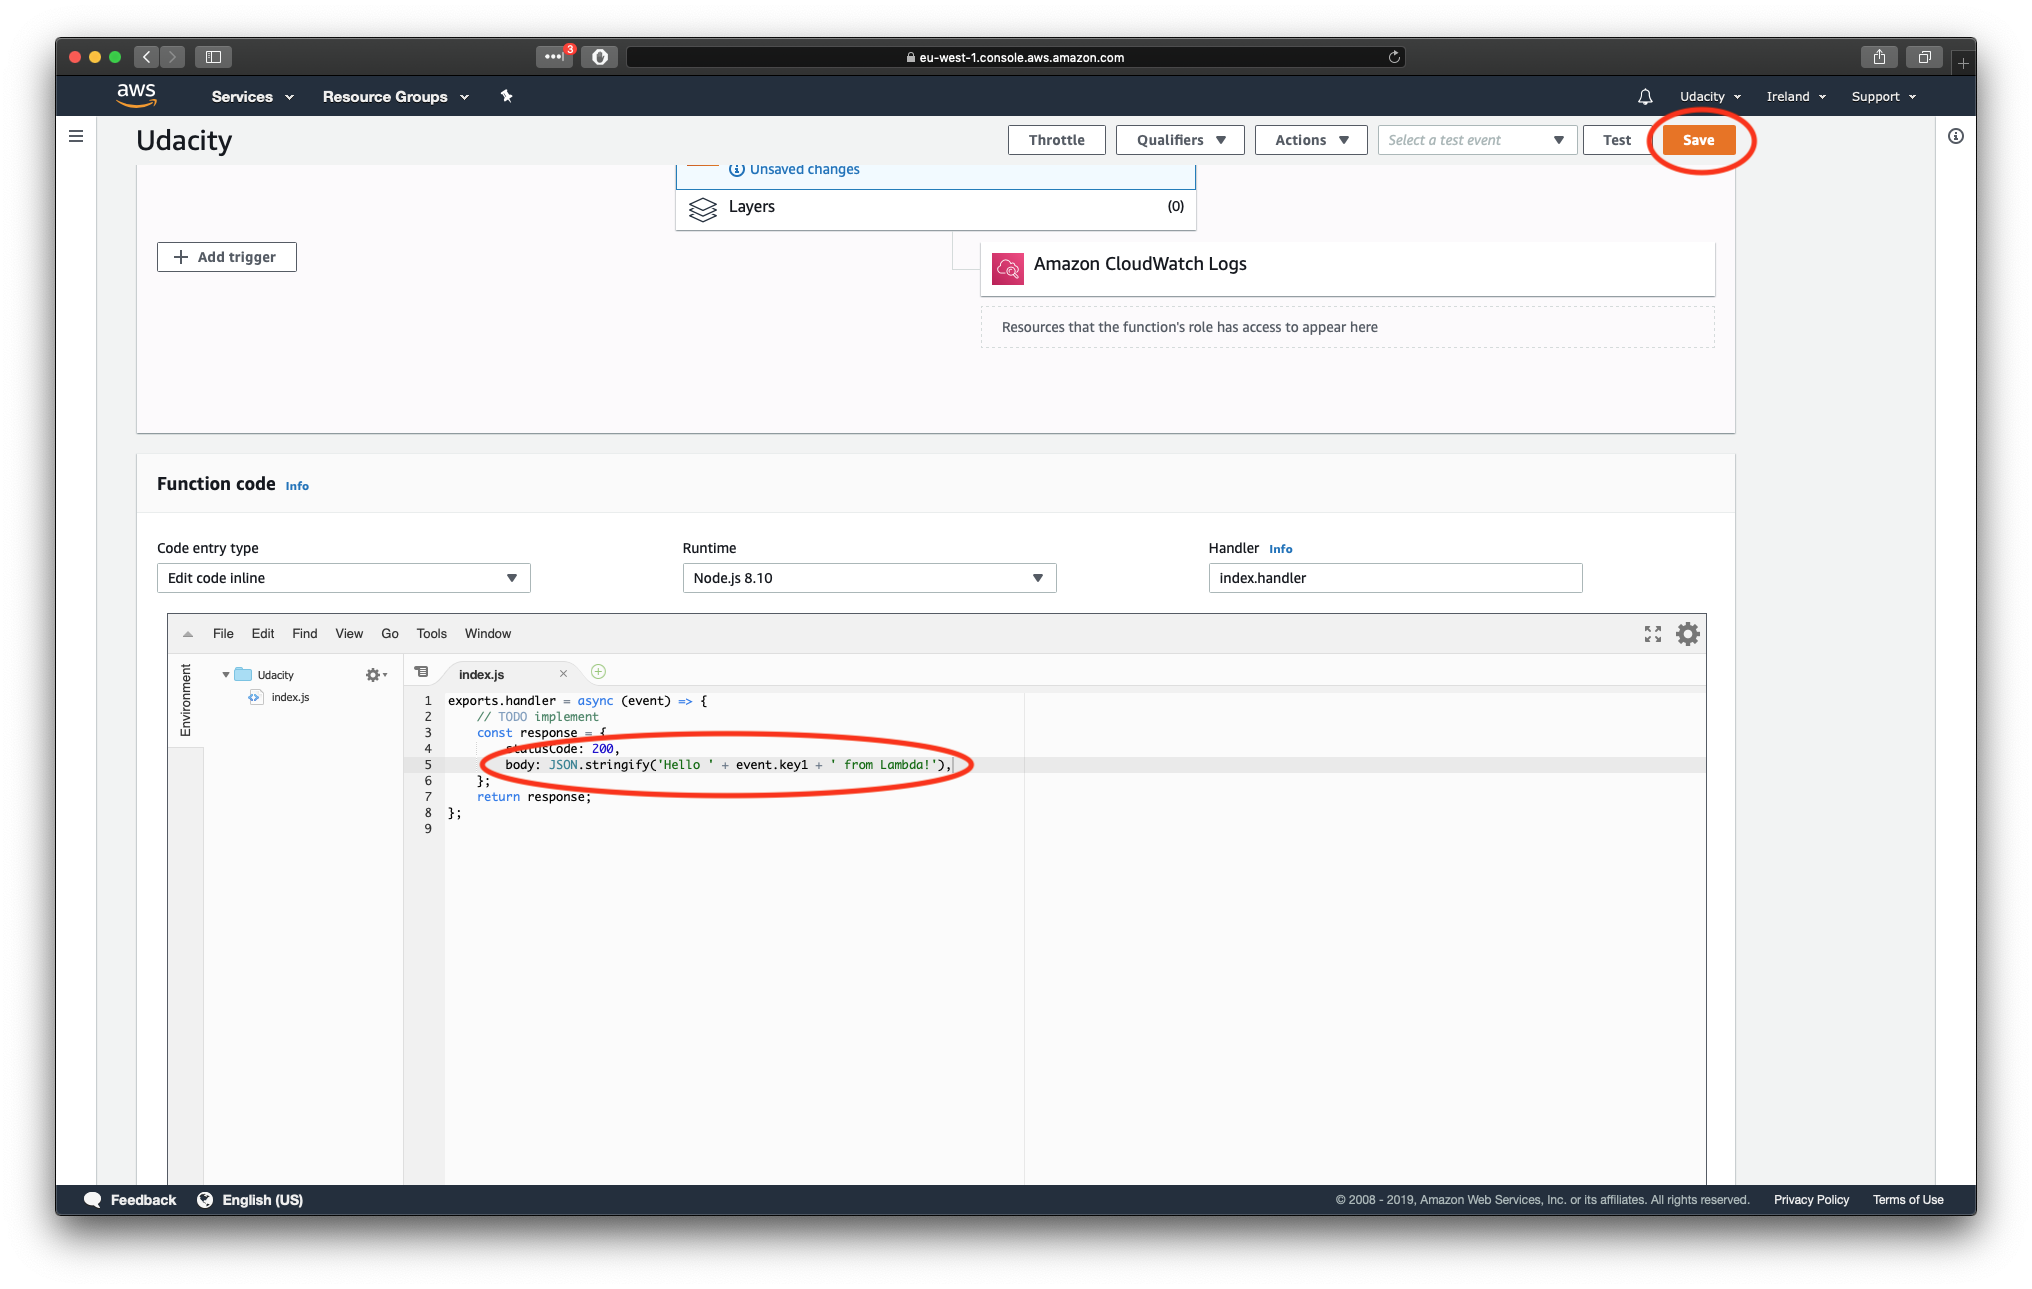 3
eu-west-1.console.aws.amazon.com
aws
Services
Resource Groups
Udacity
Ireland
Support
Udacity
Throttle
Qualifiers
Actions
Select a test event
Test
Save
Unsaved changes
Layers
(0)
Add trigger
Amazon CloudWatch Logs
Resources that the function's role has access to appear here
Function code Info
Code entry type
Edit code inline
Runtime
Node.js 8.10
Handler Info
index.handler
File Edit Find View Go Tools Window
Environment
Udacity
index.js
index.js
1 exports.handler = async (event) => {
2 // TODO implement
3 const response = {
4 statusCode: 200,
5 body: JSON.stringify('Hello ' + event.key1 + ' from Lambda!'),
6 };
7 return response;
8 };
9
Feedback
English (US)
© 2008 - 2019, Amazon Web Services, Inc. or its affiliates. All rights reserved.
Privacy Policy
Terms of Use